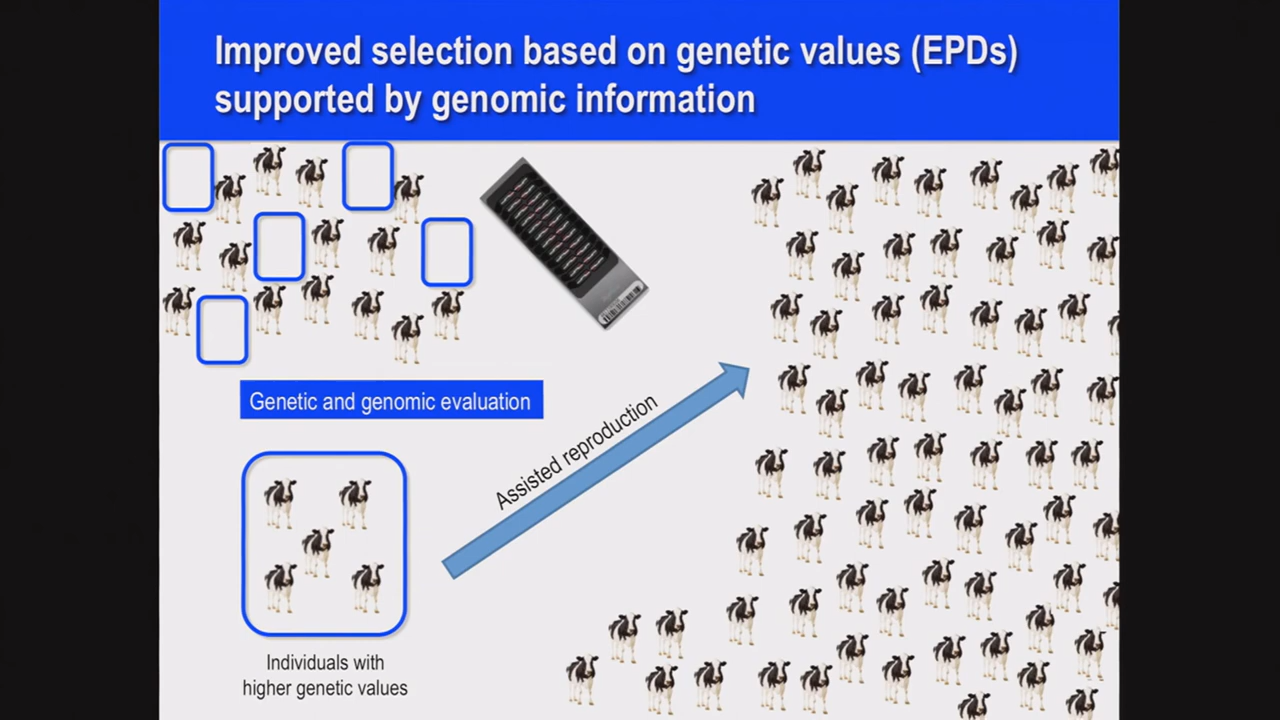 Improved selection based on genetic values (EPDs)
supported by genomic information
Genetic and genomic evaluation
Assisted reproduction
Individuals with
higher genetic values